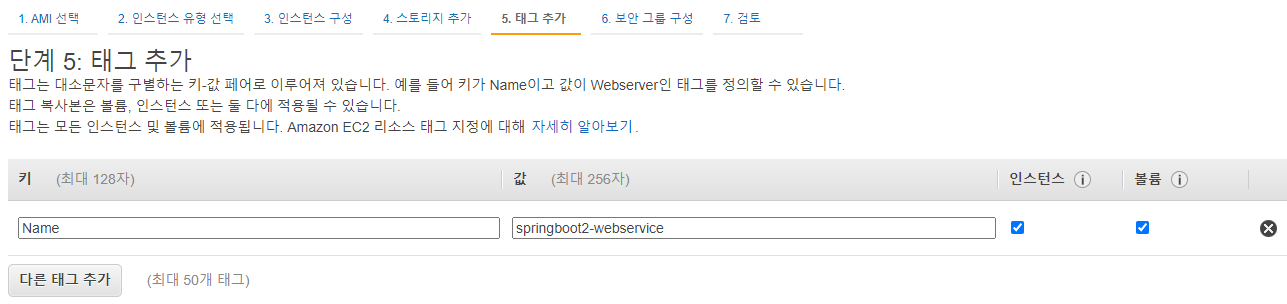 1. AMI 선택 2. 인스턴스 유형 선택 3. 인스턴스 구성 4. 스토리지 추가 5. 태그 추가 6. 보안 그룹 구성 7. 검토
단계 5: 태그 추가
태그는 대소문자를 구별하는 키-값 페어로 이루어져 있습니다. 예를 들어 키가 Name이고 값이 Webserver인 태그를 정의할 수 있습니다.
태그 복사본은 볼륨, 인스턴스 또는 둘 다에 적용될 수 있습니다.
태그는 모든 인스턴스 및 볼륨에 적용됩니다. Amazon EC2 리소스 태그 지정에 대해 자세히 알아보기.
키 (최대 128자) 값 (최대 256자) 인스턴스 i 볼륨 i
Name springboot2-webservice
다른 태그 추가 (최대 50개 태그)